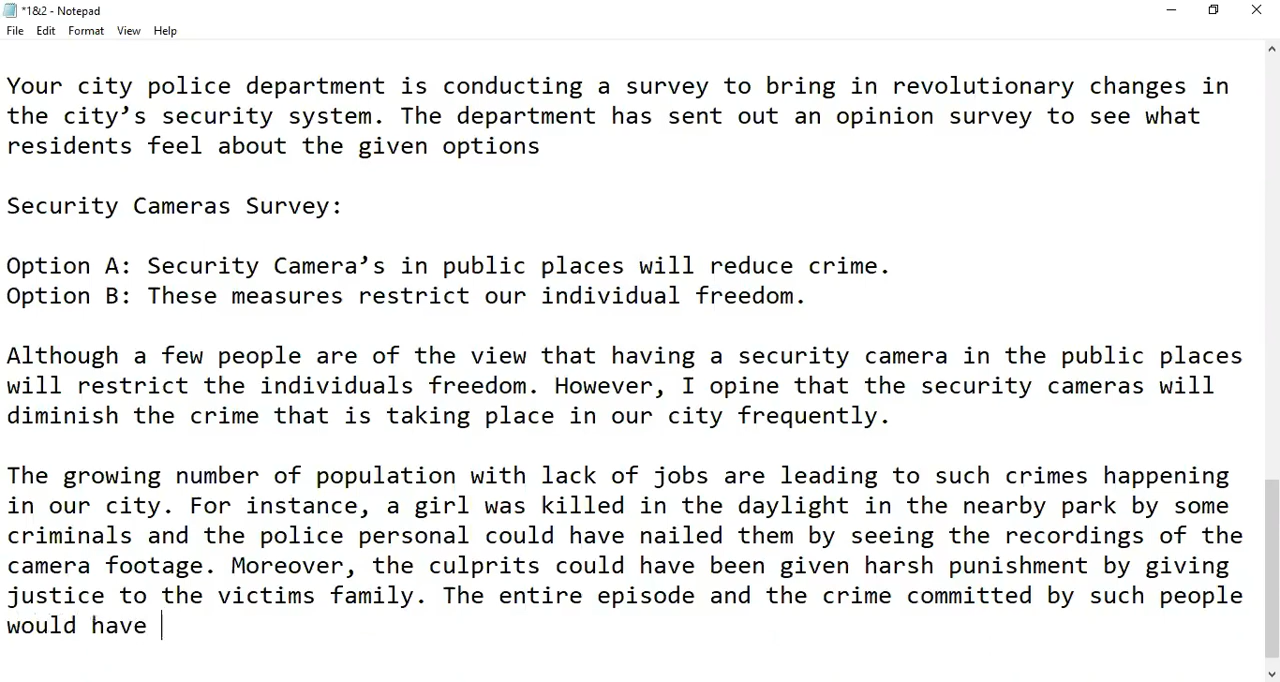 *1&2 - Notepad
File Edit Format View Help
Your city police department is conducting a survey to bring in revolutionary changes in
the city’s security system. The department has sent out an opinion survey to see what
residents feel about the given options
Security Cameras Survey:
Option A: Security Camera’s in public places will reduce crime.
Option B: These measures restrict our individual freedom.
Although a few people are of the view that having a security camera in the public places
will restrict the individuals freedom. However, I opine that the security cameras will
diminish the crime that is taking place in our city frequently.
The growing number of population with lack of jobs are leading to such crimes happening
in our city. For instance, a girl was killed in the daylight in the nearby park by some
criminals and the police personal could have nailed them by seeing the recordings of the
camera footage. Moreover, the culprits could have been given harsh punishment by giving
justice to the victims family. The entire episode and the crime committed by such people
would have